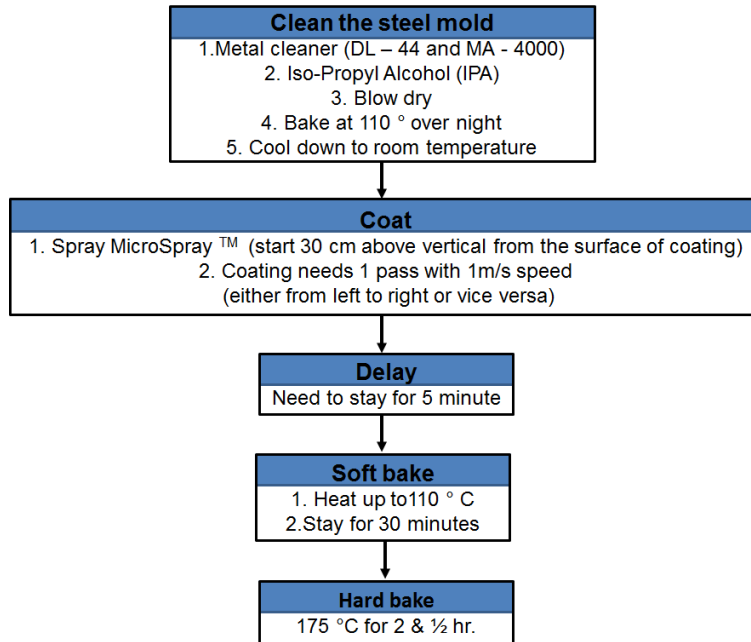 Clean the steel mold
1.Metal cleaner (DL – 44 and MA - 4000)
2. Iso-Propyl Alcohol (IPA)
3. Blow dry
4. Bake at 110 ° over night
5. Cool down to room temperature
Coat
1. Spray MicroSpray TM (start 30 cm above vertical from the surface of coating)
2. Coating needs 1 pass with 1m/s speed
(either from left to right or vice versa)
Delay
Need to stay for 5 minute
Soft bake
1. Heat up to110 ° C
2.Stay for 30 minutes
Hard bake
175 °C for 2 & ½ hr.